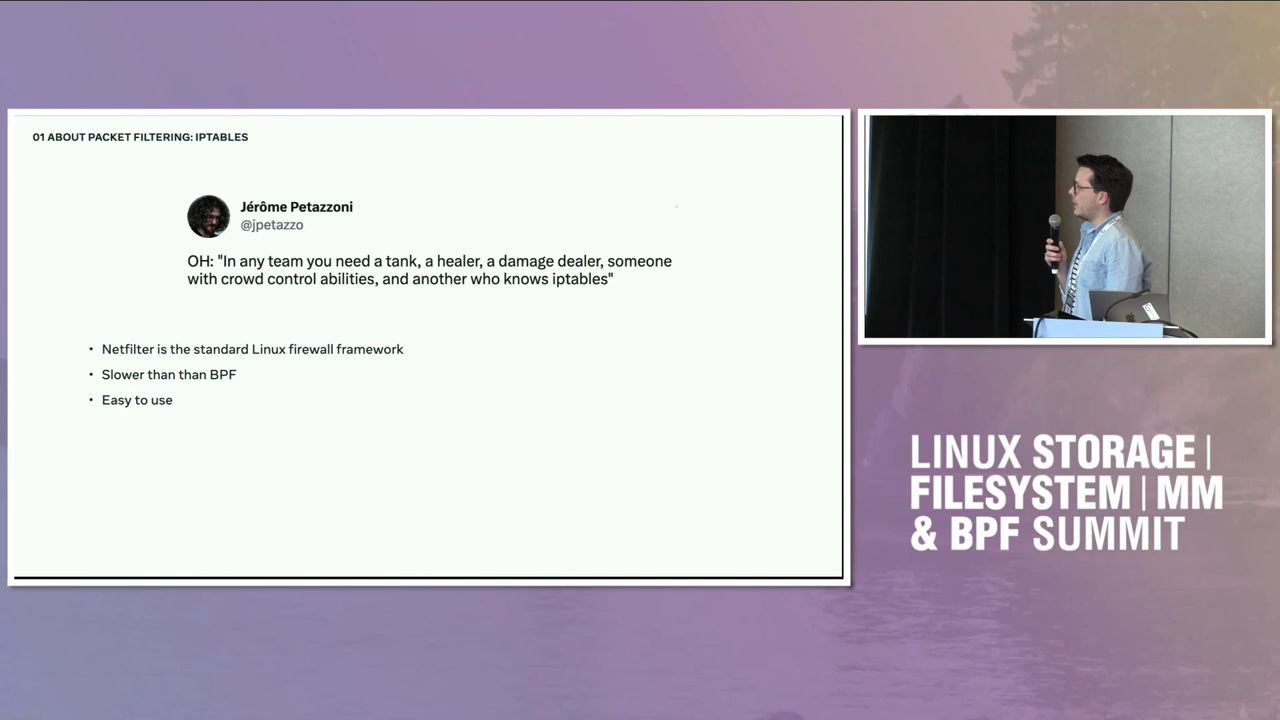 01 ABOUT PACKET FILTERING: IPTABLES
Jérôme Petazzoni
@jpetazzo
OH: "In any team you need a tank, a healer, a damage dealer, someone
with crowd control abilities, and another who knows iptables"
• Netfilter is the standard Linux firewall framework
• Slower than than BPF
• Easy to use
LINUX STORAGE |
FILESYSTEM | MM
& BPF SUMMIT